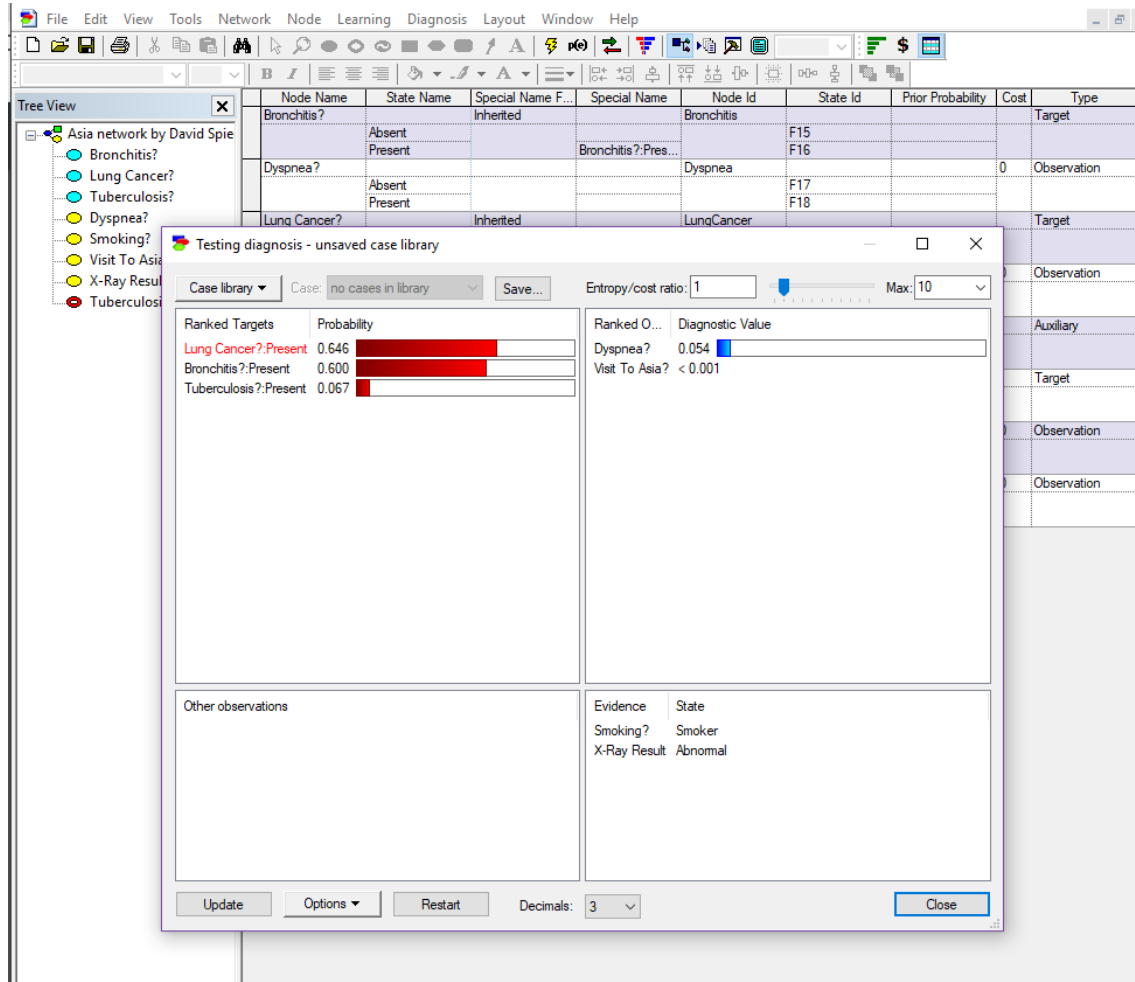 File Edit View Tools Network Node Learning Diagnosis Layout Window Help
A p(e) $
B I A
Tree View
Node Name State Name Special Name F... Special Name Node Id State Id Prior Probability Cost Type
Bronchitis? Inherited Bronchitis Target
Absent F15
Present Bronchitis?:Pres... F16
Dyspnea? Dyspnea 0 Observation
Absent F17
Present F18
Lung Cancer? Inherited LungCancer Target
Observation
Auxiliary
Target
Observation
Observation
Asia network by David Spie
Bronchitis?
Lung Cancer?
Tuberculosis?
Dyspnea?
Smoking?
Visit To Asia
X-Ray Resul
Tuberculosi
Testing diagnosis - unsaved case library
Case library Case: no cases in library Save... Entropy/cost ratio: 1 Max: 10
Ranked Targets Probability
Lung Cancer?:Present 0.646
Bronchitis?:Present 0.600
Tuberculosis?:Present 0.067
Ranked O... Diagnostic Value
Dyspnea? 0.054
Visit To Asia? < 0.001
Other observations
Evidence State
Smoking? Smoker
X-Ray Result Abnormal
Update Options Restart Decimals: 3 Close